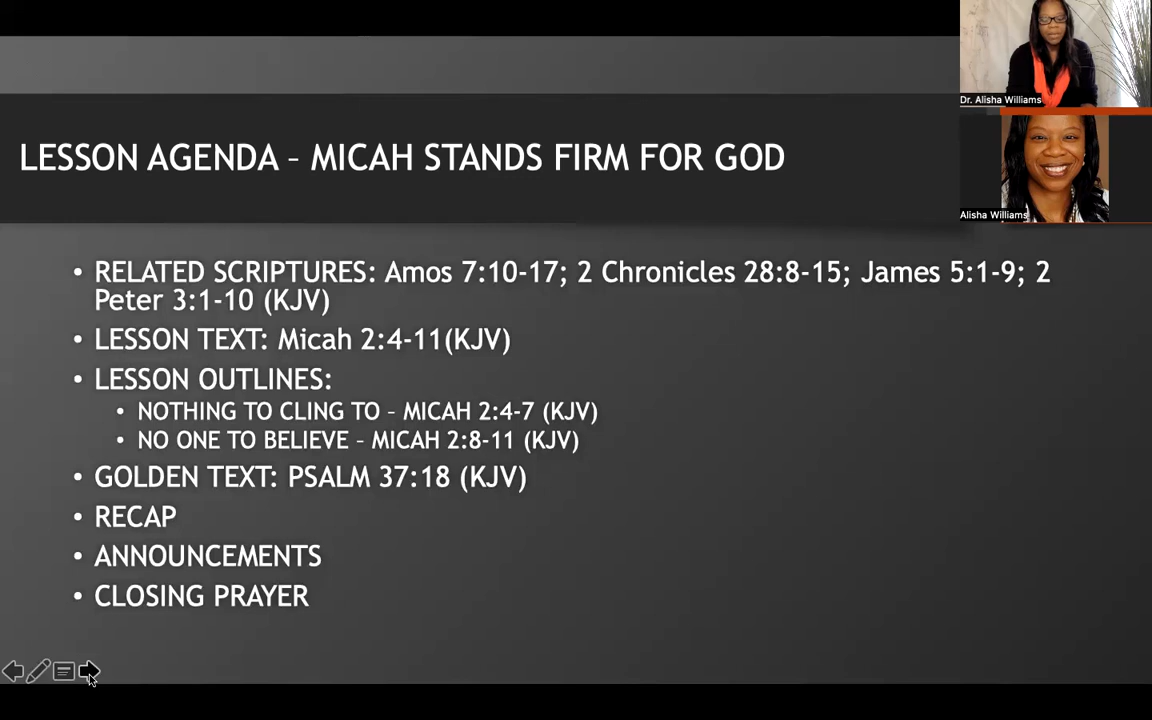 Dr. Alisha Williams
Alisha Williams
LESSON AGENDA – MICAH STANDS FIRM FOR GOD
• RELATED SCRIPTURES: Amos 7:10-17; 2 Chronicles 28:8-15; James 5:1-9; 2
Peter 3:1-10 (KJV)
• LESSON TEXT: Micah 2:4-11(KJV)
• LESSON OUTLINES:
• NOTHING TO CLING TO – MICAH 2:4-7 (KJV)
• NO ONE TO BELIEVE – MICAH 2:8-11 (KJV)
• GOLDEN TEXT: PSALM 37:18 (KJV)
• RECAP
• ANNOUNCEMENTS
• CLOSING PRAYER